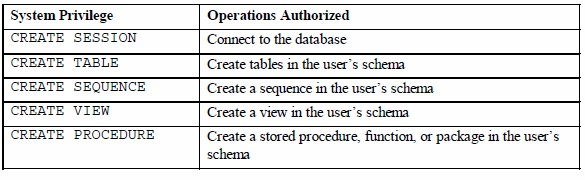 System Privilege Operations Authorized
CREATE SESSION Connect to the database
CREATE TABLE Create tables in the user's schema
CREATE SEQUENCE Create a sequence in the user's schema
CREATE VIEW Create a view in the user's schema
CREATE PROCEDURE Create a stored procedure, function, or package in the user's
schema